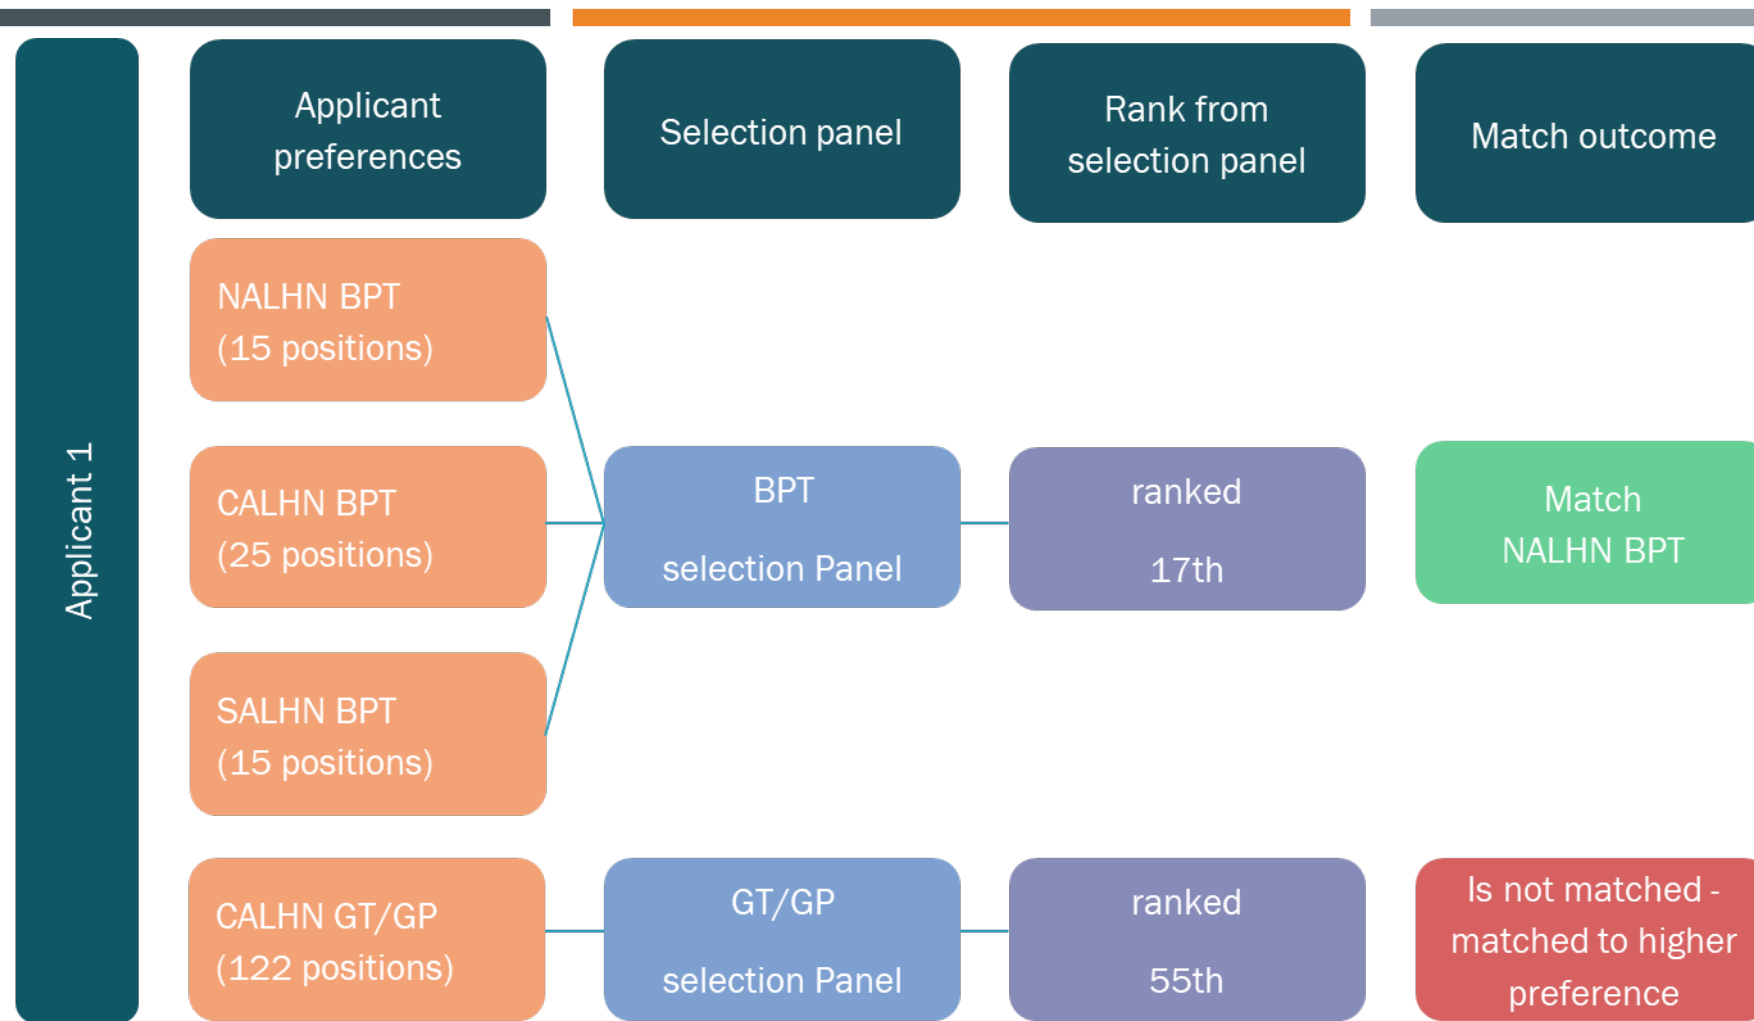 Applicant 1
Applicant
preferences
Selection panel
Rank from
selection panel
Match outcome
NALHN BPT
(15 positions)
CALHN BPT
(25 positions)
SALHN BPT
(15 positions)
BPT
selection Panel
ranked
17th
Match
NALHN BPT
CALHN GT/GP
(122 positions)
GT/GP
selection Panel
ranked
55th
Is not matched -
matched to higher
preference